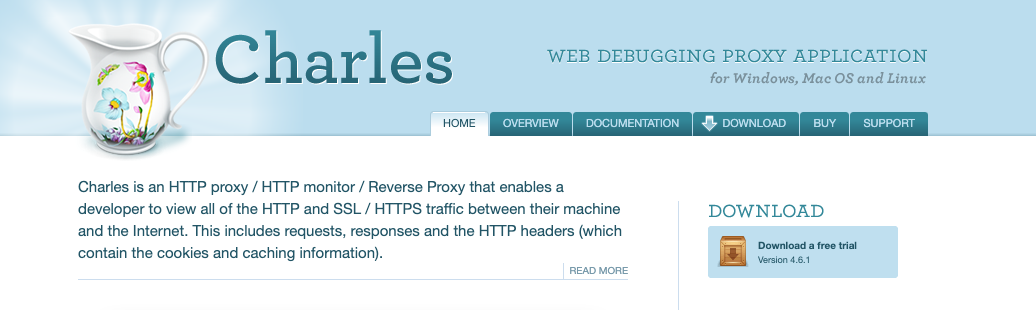 Charles
WEB DEBUGGING PROXY APPLICATION
for Windows, Mac OS and Linux
HOME
OVERVIEW
DOCUMENTATION
DOWNLOAD
BUY
SUPPORT
Charles is an HTTP proxy / HTTP monitor / Reverse Proxy that enables a
developer to view all of the HTTP and SSL / HTTPS traffic between their machine
and the Internet. This includes requests, responses and the HTTP headers (which
contain the cookies and caching information).
READ MORE
DOWNLOAD
Download a free trial
Version 4.6.1